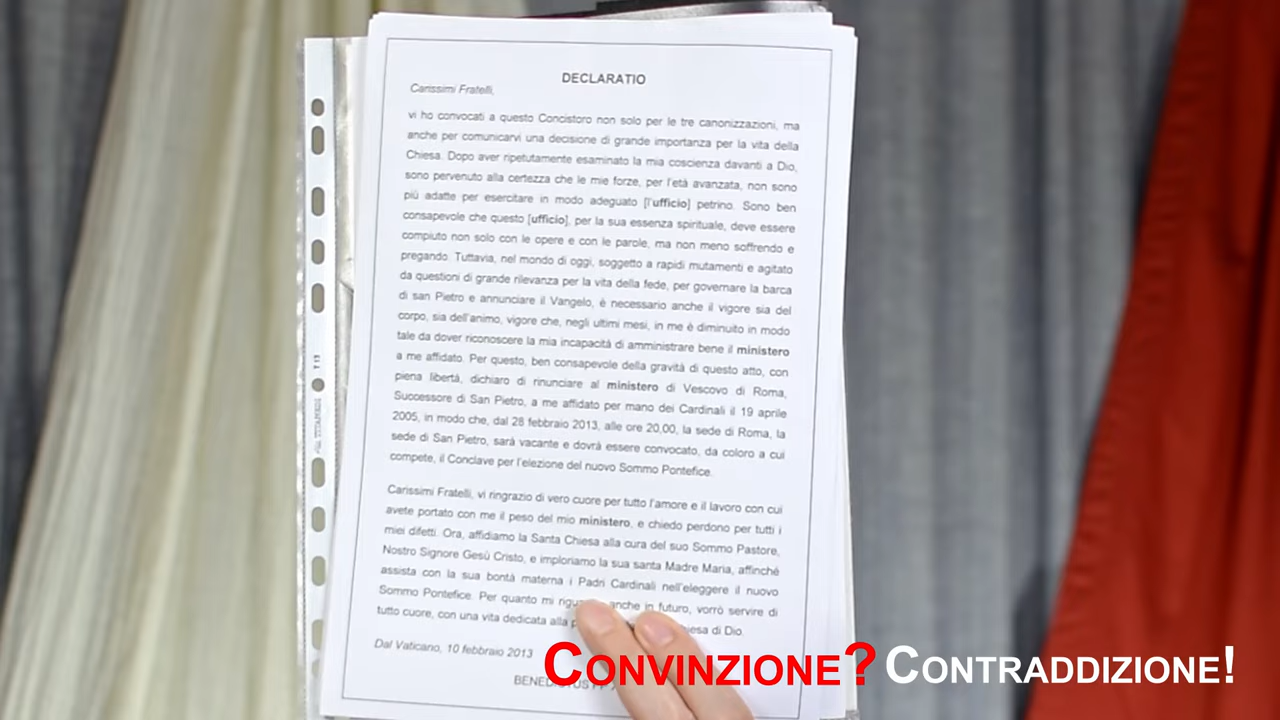 DECLARATIO
Carissimi Fratelli,
vi ho convocati a questo Concistoro non solo per le tre canonizzazioni, ma
anche per comunicarvi una decisione di grande importanza per la vita della
Chiesa. Dopo aver ripetutamente esaminato la mia coscienza davanti a Dio,
sono pervenuto alla certezza che le mie forze, per l'età avanzata, non sono
più adatte per esercitare in modo adeguato [l'ufficio] petrino. Sono ben
consapevole che questo [ufficio], per la sua essenza spirituale, deve essere
compiuto non solo con le opere e con le parole, ma non meno soffrendo e
pregando. Tuttavia, nel mondo di oggi, soggetto a rapidi mutamenti e agitato
da questioni di grande rilevanza per la vita della fede, per governare la barca
di san Pietro e annunciare il Vangelo, è necessario anche il vigore sia del
corpo, sia dell'animo, vigore che, negli ultimi mesi, in me è diminuito in modo
tale da dover riconoscere la mia incapacità di amministrare bene il ministero
a me affidato. Per questo, ben consapevole della gravità di questo atto, con
piena libertà, dichiaro di rinunciare al ministero di Vescovo di Roma,
Successore di San Pietro, a me affidato per mano dei Cardinali il 19 aprile
2005, in modo che, dal 28 febbraio 2013, alle ore 20,00, la sede di Roma, la
sede di San Pietro, sarà vacante e dovrà essere convocato, da coloro a cui
compete, il Conclave per l'elezione del nuovo Sommo Pontefice.
Carissimi Fratelli, vi ringrazio di vero cuore per tutto l'amore e il lavoro con cui
avete portato con me il peso del mio ministero, e chiedo perdono per tutti i
miei difetti. Ora, affidiamo la Santa Chiesa alla cura del suo Sommo Pastore,
Nostro Signore Gesù Cristo, e imploriamo la sua santa Madre Maria, affinché
assista con la sua bontà materna i Padri Cardinali nell'eleggere il nuovo
Sommo Pontefice. Per quanto mi anche in futuro, vorrò servire di
tutto cuore, con una vita dedicata alla di Dio.
Dal Vaticano, 10 febbraio 2013
CONVINZIONE? CONTRADDIZIONE!